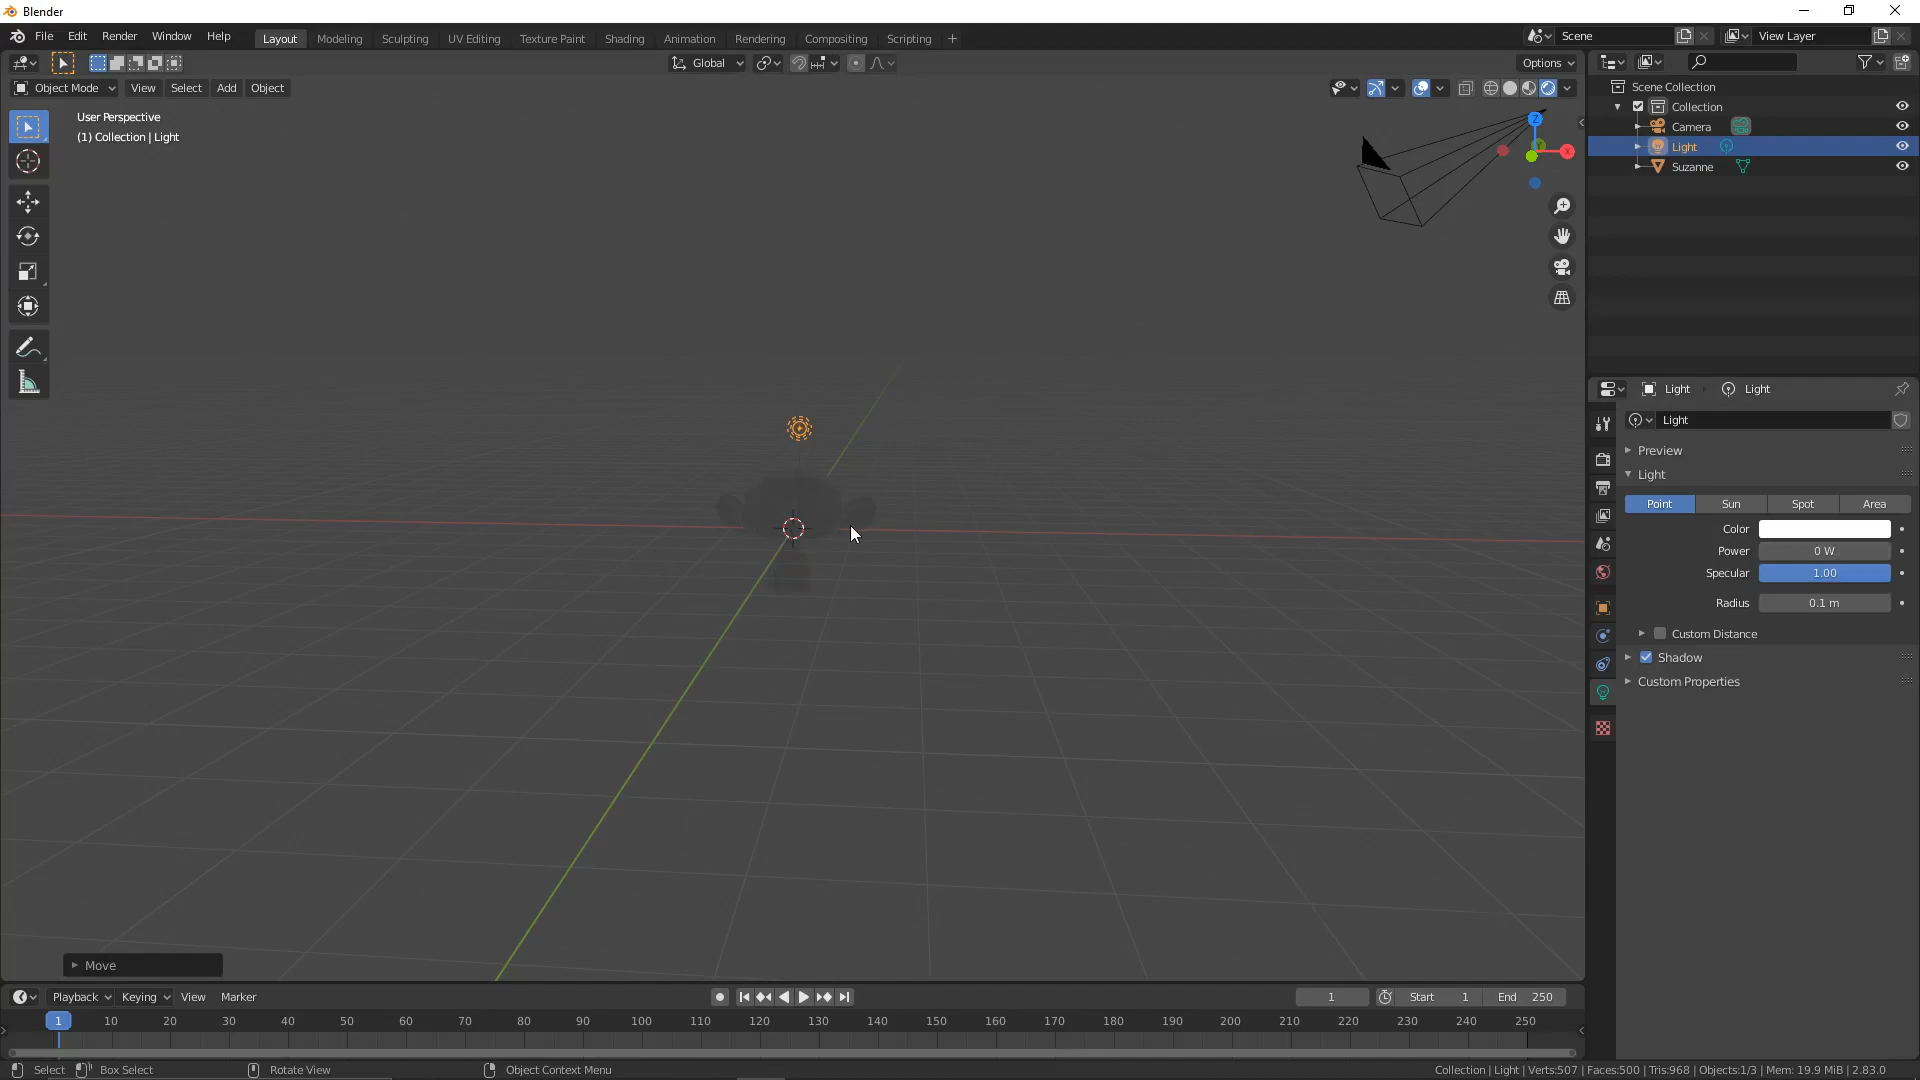 Blender
File Edit Render Window Help Layout Modeling Sculpting UV Editing Texture Paint Shading Animation Rendering Compositing Scripting + Scene View Layer
Global Options
Object Mode View Select Add Object
User Perspective
(1) Collection | Light
Z
X
Scene Collection
Collection
Camera
Light
Suzanne
Light Light
Light
Preview
Light
Point Sun Spot Area
Color
Power 0 W
Specular 1.00
Radius 0.1 m
Custom Distance
Shadow
Custom Properties
Move
Playback Keying View Marker 1 Start 1 End 250
1 10 20 30 40 50 60 70 80 90 100 110 120 130 140 150 160 170 180 190 200 210 220 230 240 250
Select Box Select Rotate View Object Context Menu Collection | Light | Verts:507 | Faces:500 | Tris:968 | Objects:1/3 | Mem: 19.9 MiB | 2.83.0